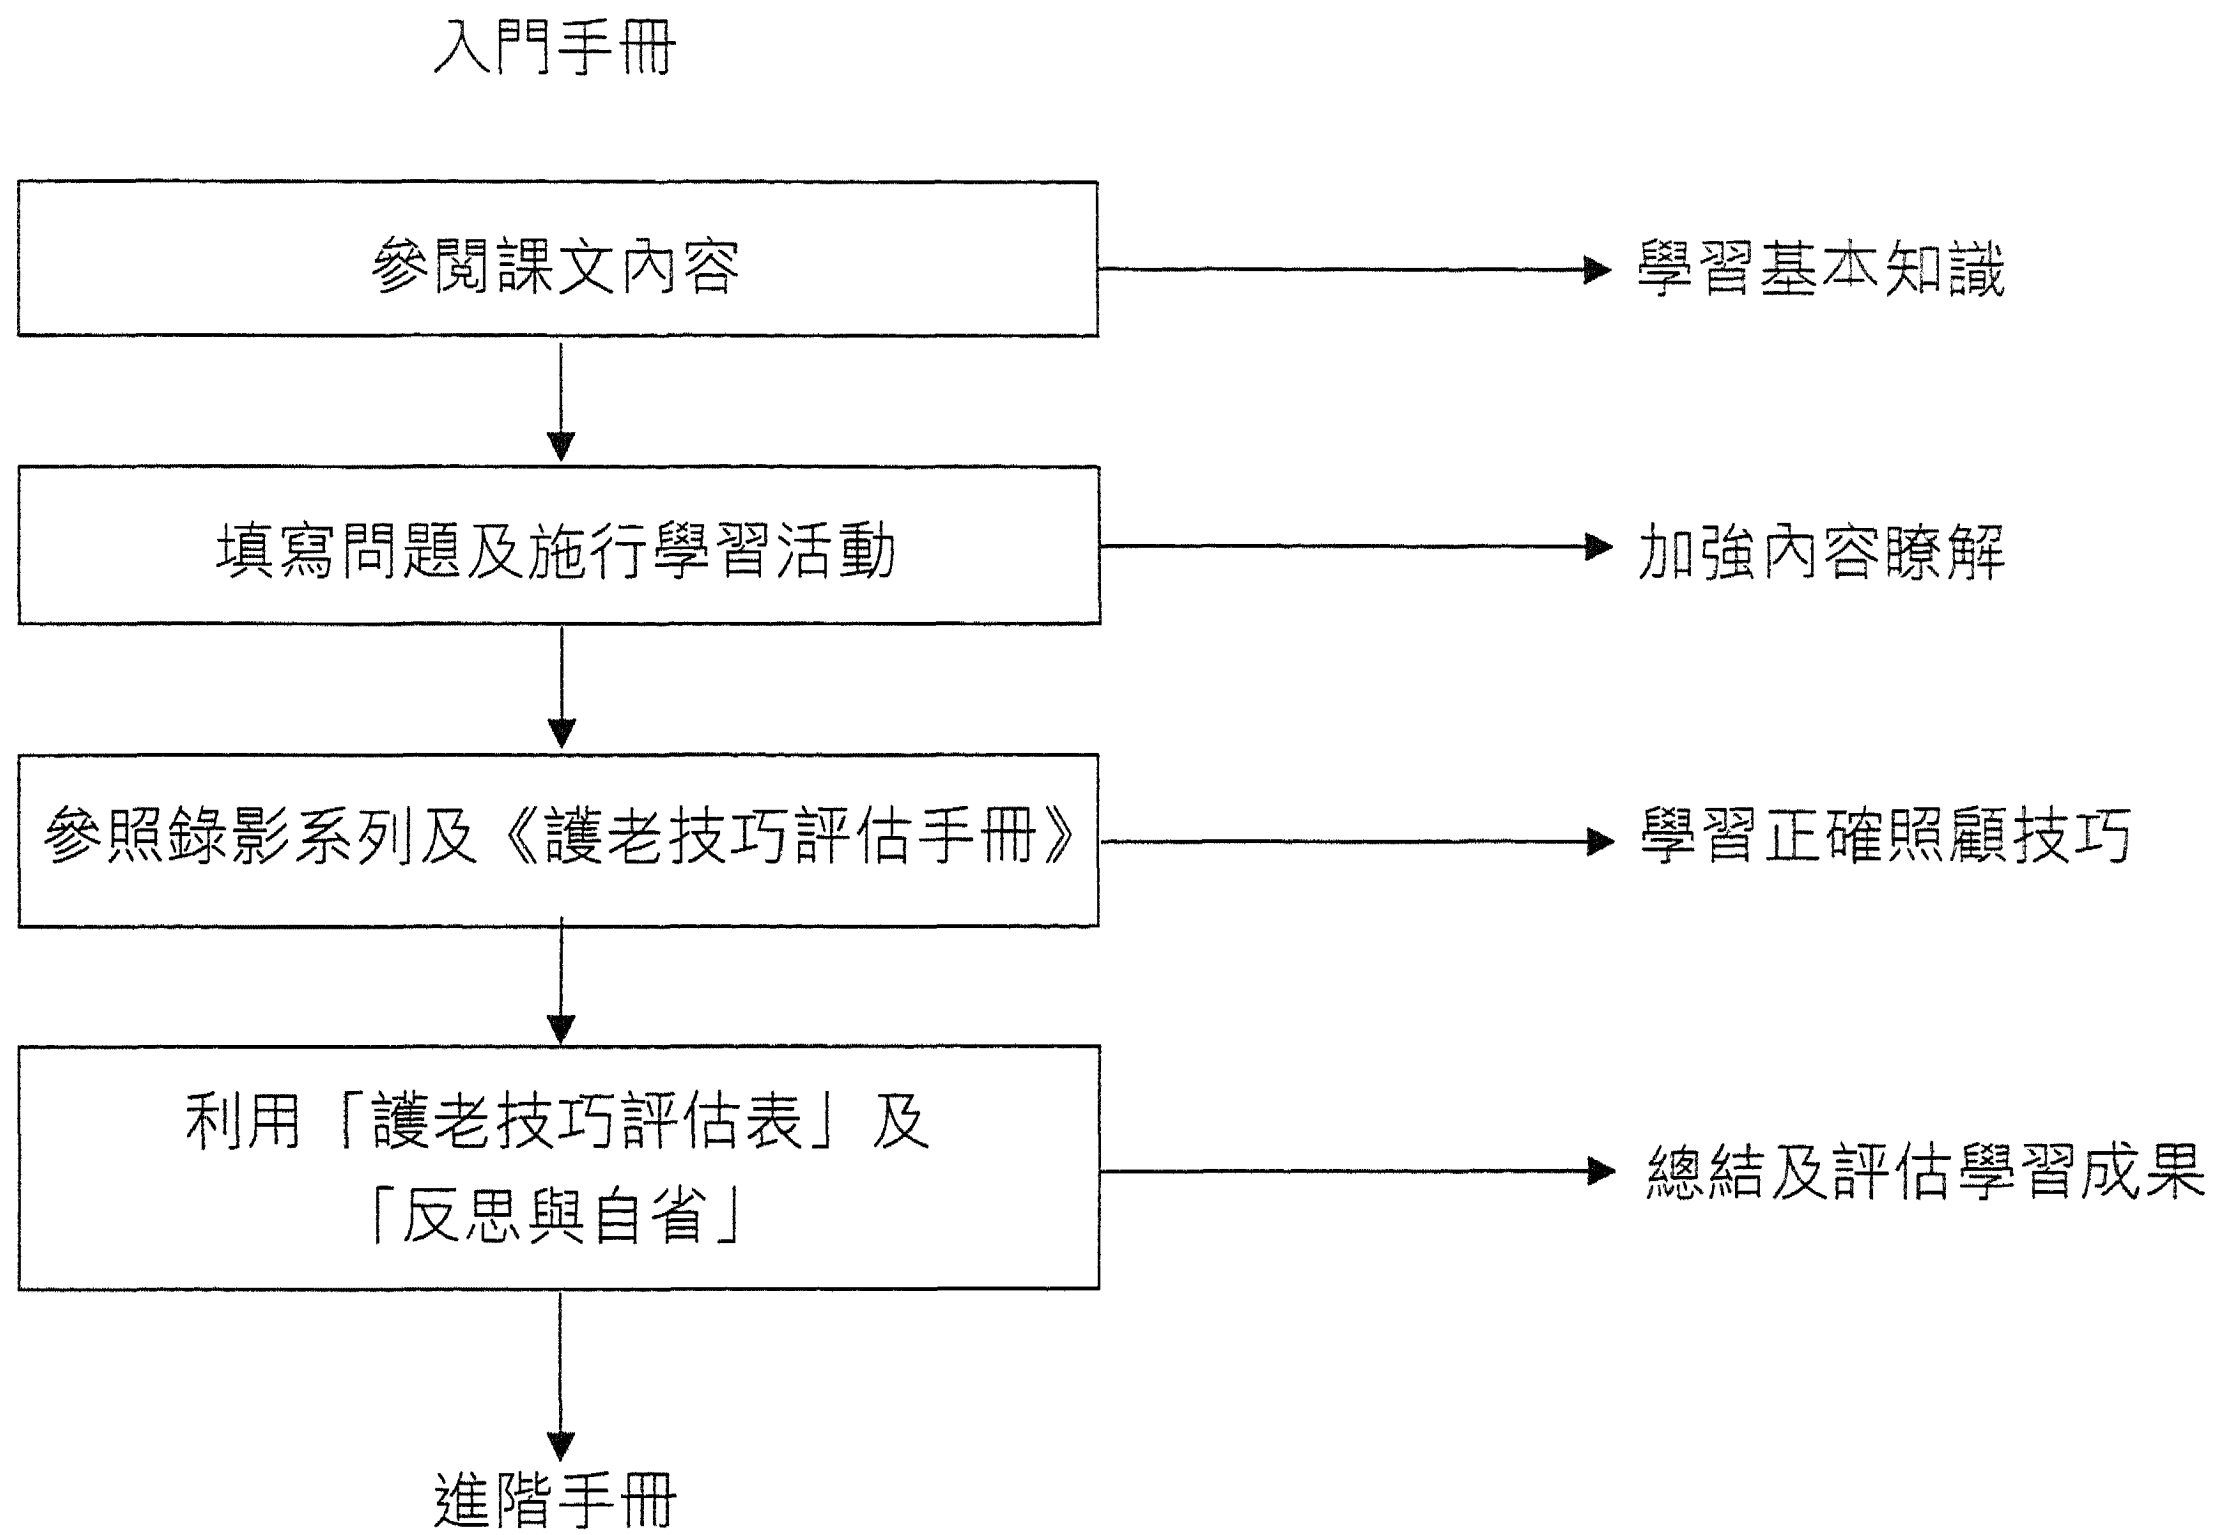 入門手冊
參閱課文內容
學習基本知識
填寫問題及施行學習活動
加強內容瞭解
參照錄影系列及《護老技巧評估手冊》
學習正確照顧技巧
利用「護老技巧評估表」及
「反思與自省」
總結及評估學習成果
進階手冊